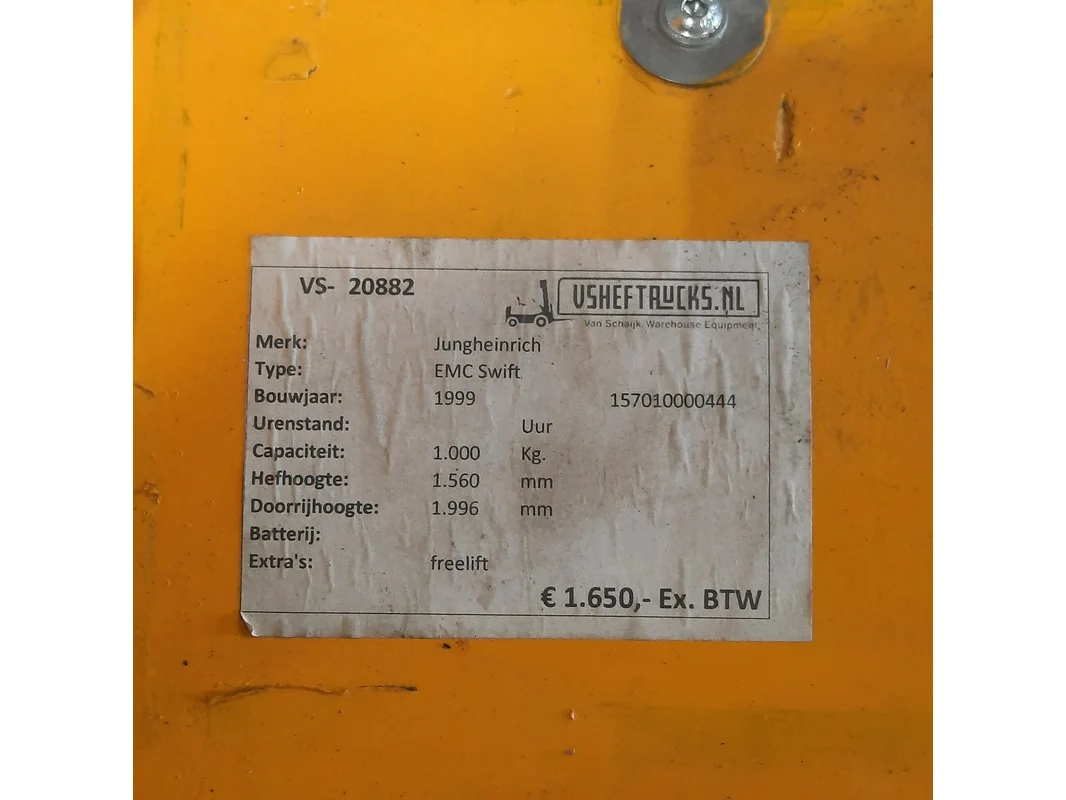 VS- 20882
VSHEFTRUCKS.NL
Van Schaijk Warehouse Equipment
Merk: Jungheinrich
Type: EMC Swift
Bouwjaar: 1999 157010000444
Urenstand: Uur
Capaciteit: 1.000 Kg.
Hefhoogte: 1.560 mm
Doorrijhoogte: 1.996 mm
Batterij:
Extra's: freelift
€ 1.650,- Ex. BTW